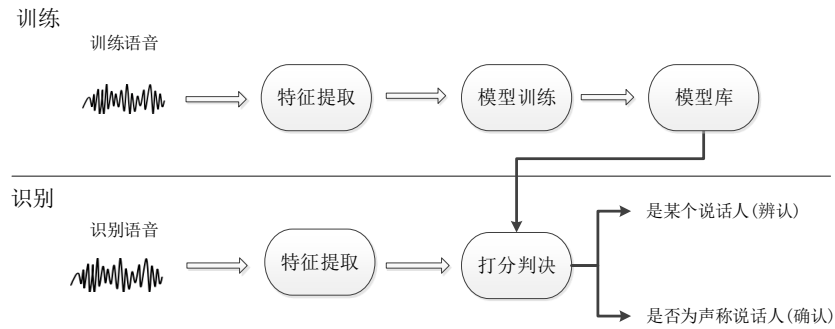 训练
训练语音
特征提取
模型训练
模型库
识别
识别语音
特征提取
打分判决
是某个说话人(辨认)
是否为声称说话人(确认)